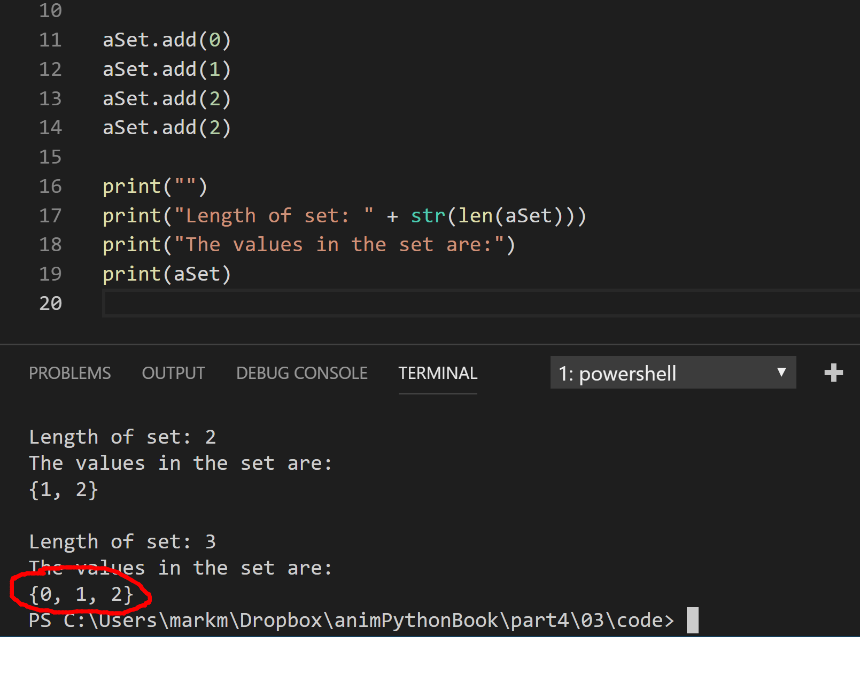 10
11 aSet.add(0)
12 aSet.add(1)
13 aSet.add(2)
14 aSet.add(2)
15
16 print("")
17 print("Length of set: " + str(len(aSet)))
18 print("The values in the set are:")
19 print(aSet)
20
PROBLEMS OUTPUT DEBUG CONSOLE TERMINAL 1: powershell
Length of set: 2
The values in the set are:
{1, 2}
Length of set: 3
The values in the set are:
{0, 1, 2}
PS C:\Users\markm\Dropbox\animPythonBook\part4\03\code>